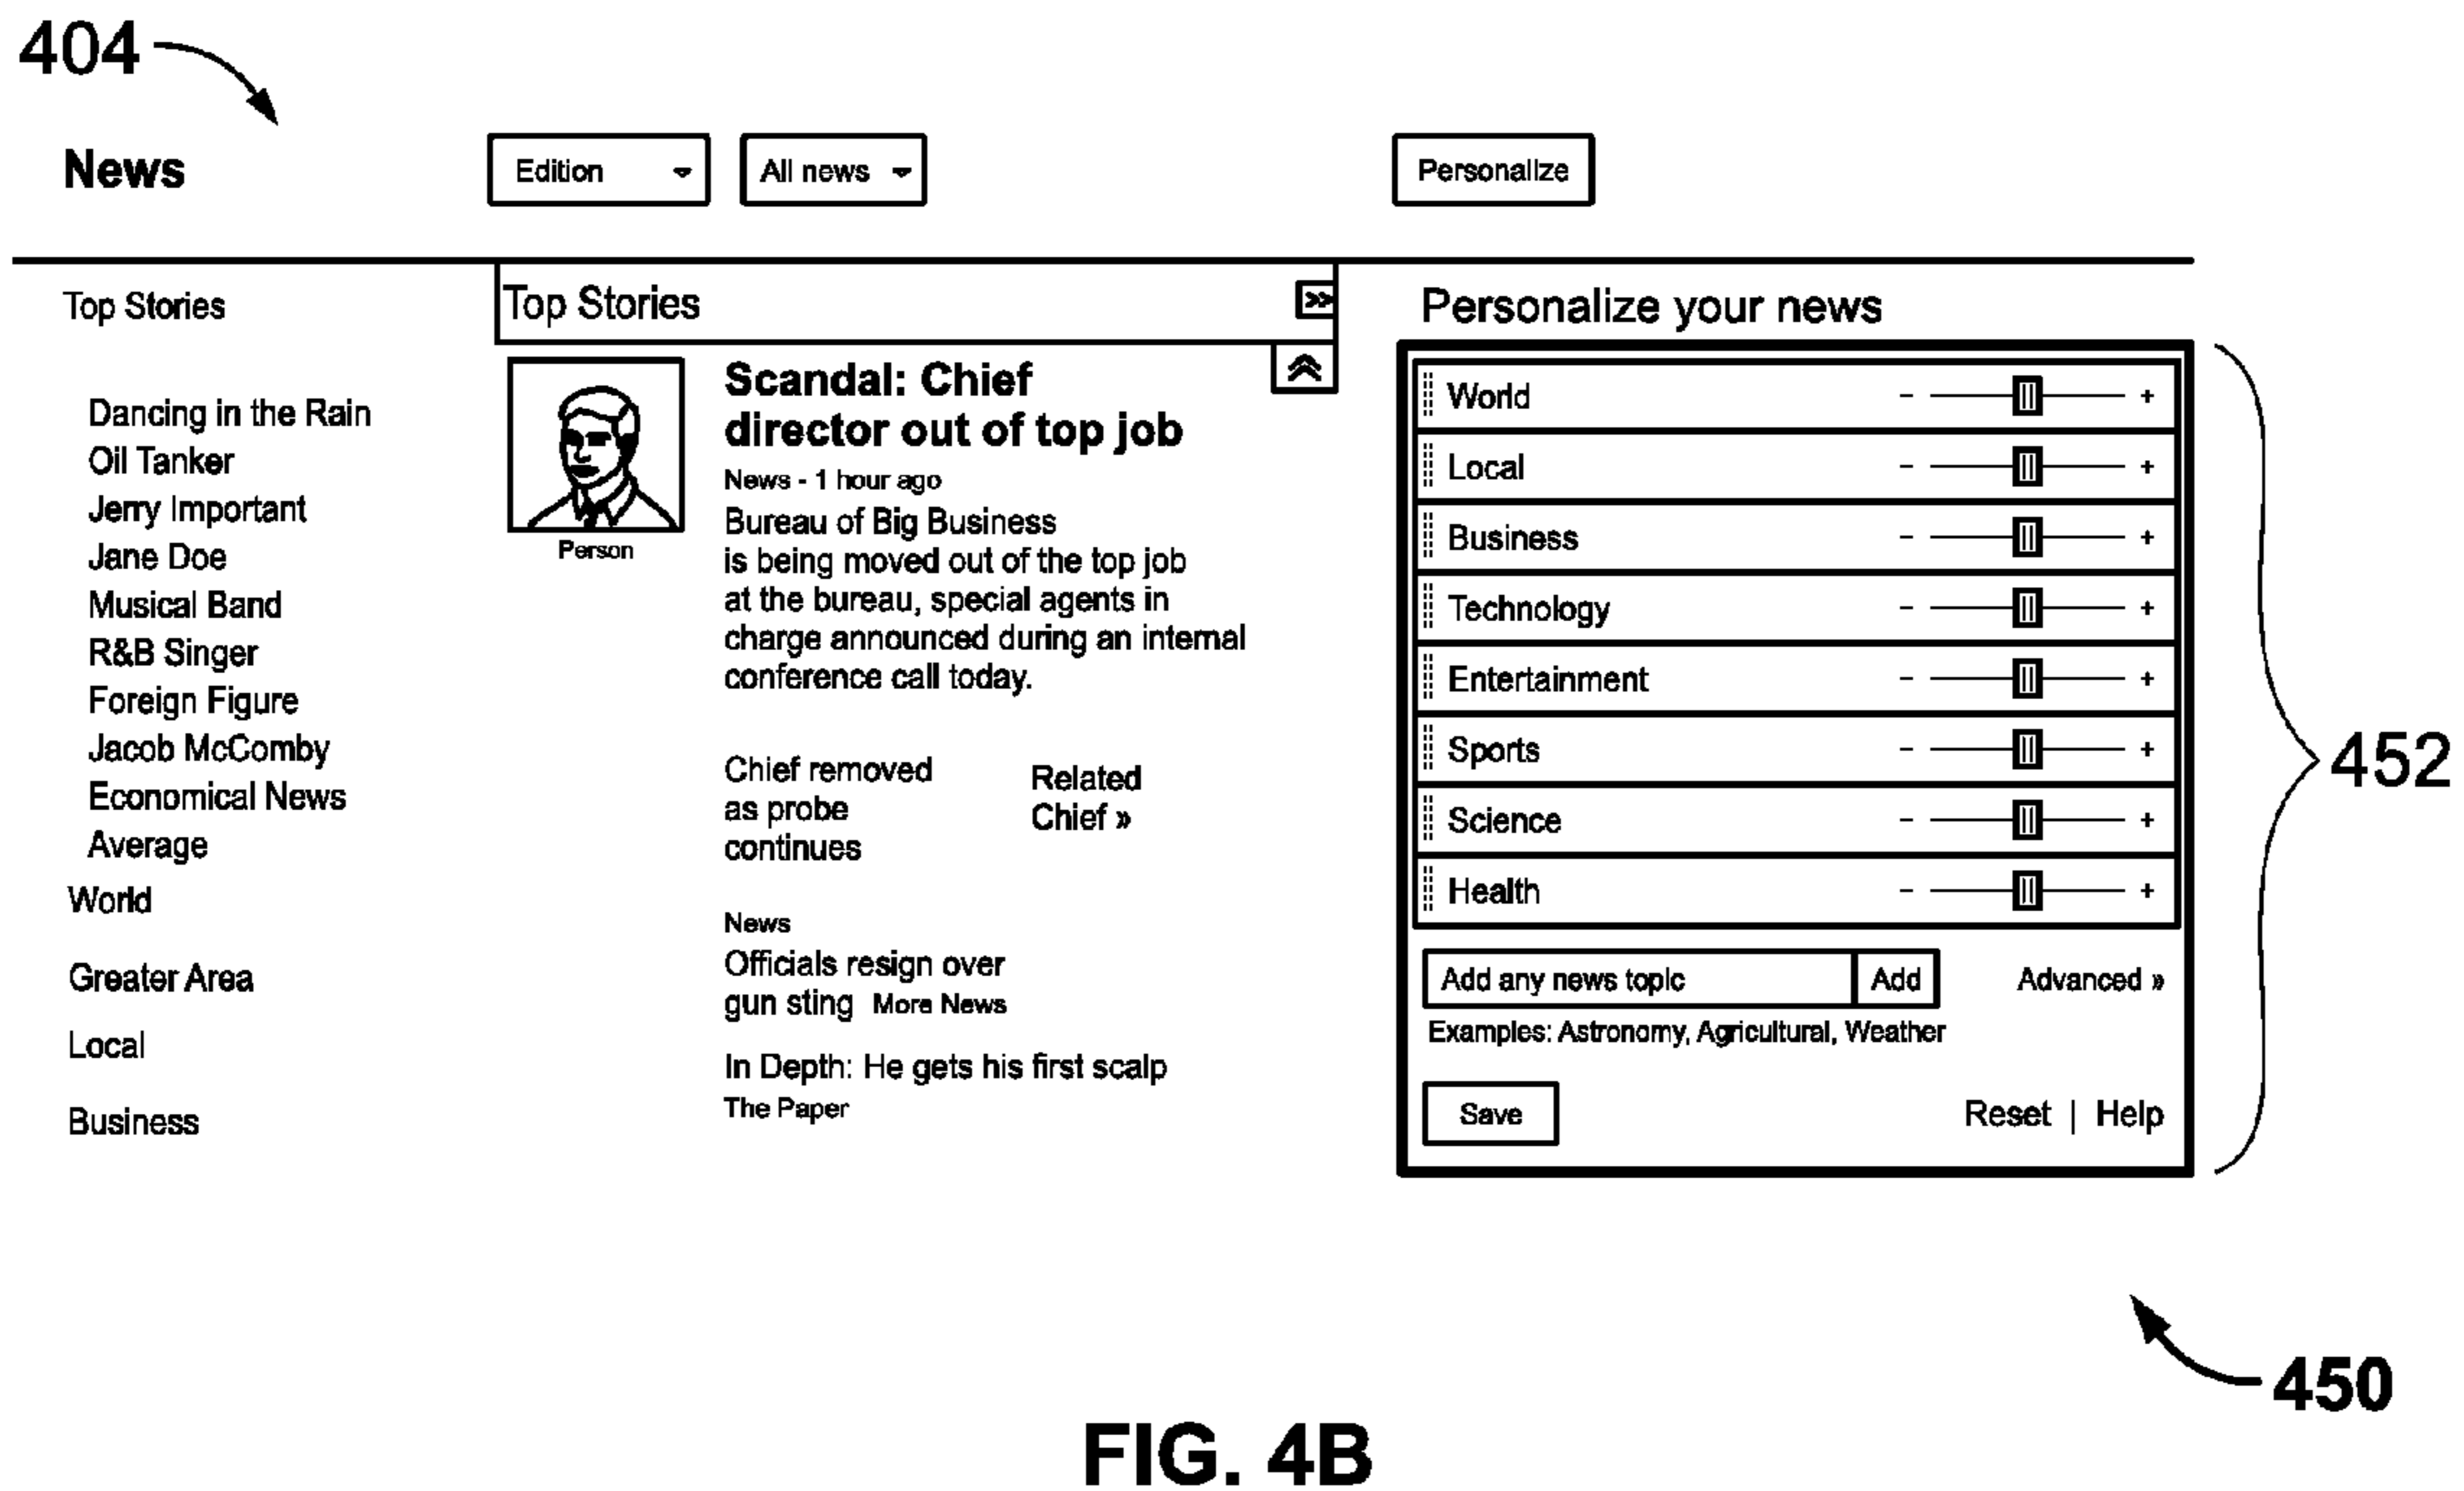 404
News
Edition
All news
Personalize
Top Stories
Dancing in the Rain
Oil Tanker
Jerry Important
Jane Doe
Musical Band
R&B Singer
Foreign Figure
Jacob McComby
Economical News
Average
World
Greater Area
Local
Business
Top Stories »
Person
Scandal: Chief
director out of top job
News - 1 hour ago
Bureau of Big Business
is being moved out of the top job
at the bureau, special agents in
charge announced during an internal
conference call today.
Chief removed
as probe
continues
Related
Chief »
News
Officials resign over
gun sting More News
In Depth: He gets his first scalp
The Paper
Personalize your news
World - +
Local - +
Business - +
Technology - +
Entertainment - +
Sports - +
Science - +
Health - +
Add any news topic Add Advanced »
Examples: Astronomy, Agricultural, Weather
Save Reset | Help
452
450
FIG. 4B